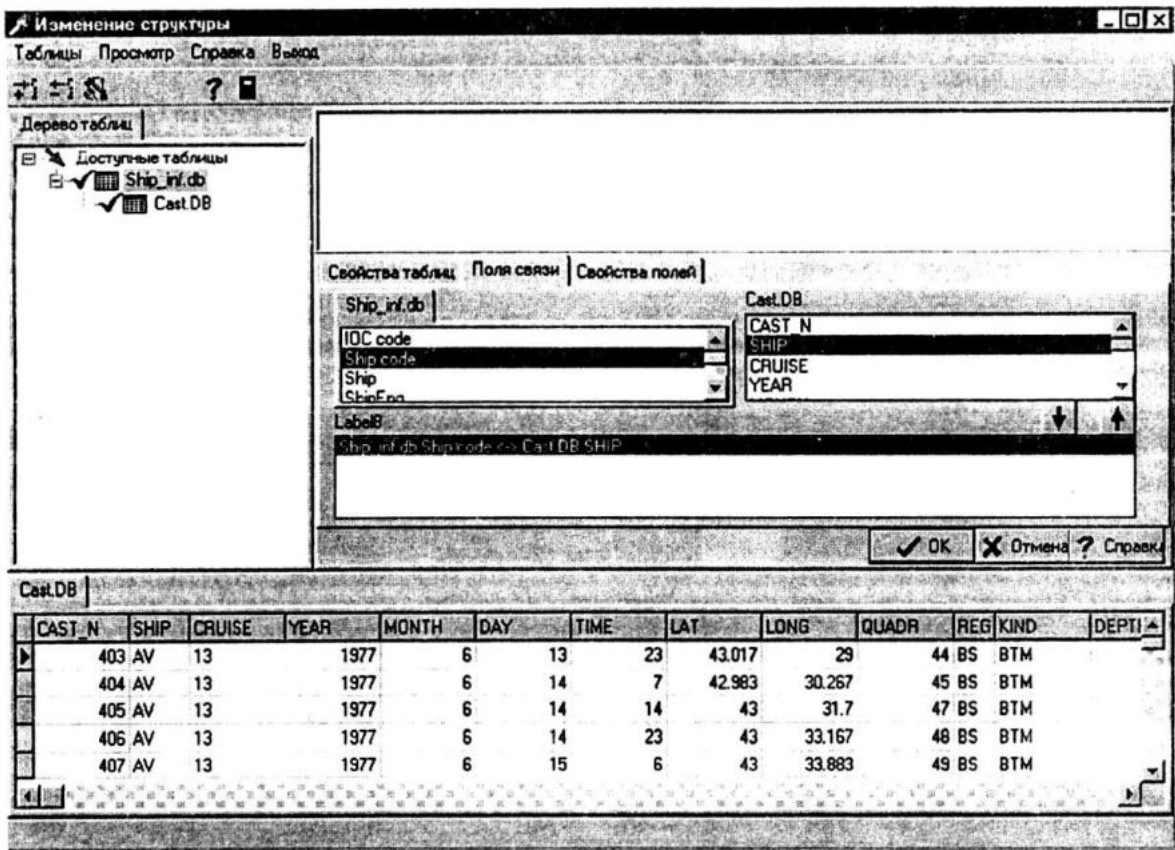 Изменение структуры
Таблицы Просмотр Справка Выход
?
Дерево таблиц
Доступные таблицы
Ship_inf.db
Cast.DB
Свойства таблиц Поля связи Свойства полей
Ship_inf.db
IOC code
Ship code
Ship
ShipEng
Cast.DB
CAST_N
SHIP
CRUISE
YEAR
Label8
Ship_inf.db Ship code <-> Cast.DB SHIP
OK Отмена ? Справка
Cast.DB
CAST_N SHIP CRUISE YEAR MONTH DAY TIME LAT LONG QUADR REG KIND DEPTH
403 AV 13 1977 6 13 23 43.017 29 44 BS BTM
404 AV 13 1977 6 14 7 42.983 30.267 45 BS BTM
405 AV 13 1977 6 14 14 43 31.7 47 BS BTM
406 AV 13 1977 6 14 23 43 33.167 48 BS BTM
407 AV 13 1977 6 15 6 43 33.883 49 BS BTM